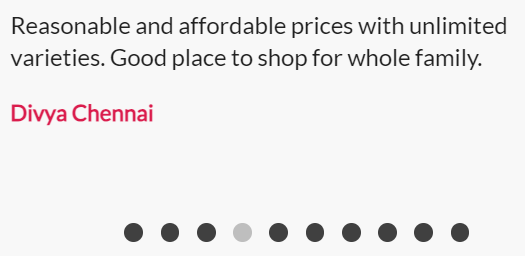 Reasonable and affordable prices with unlimited
varieties. Good place to shop for whole family.
Divya Chennai